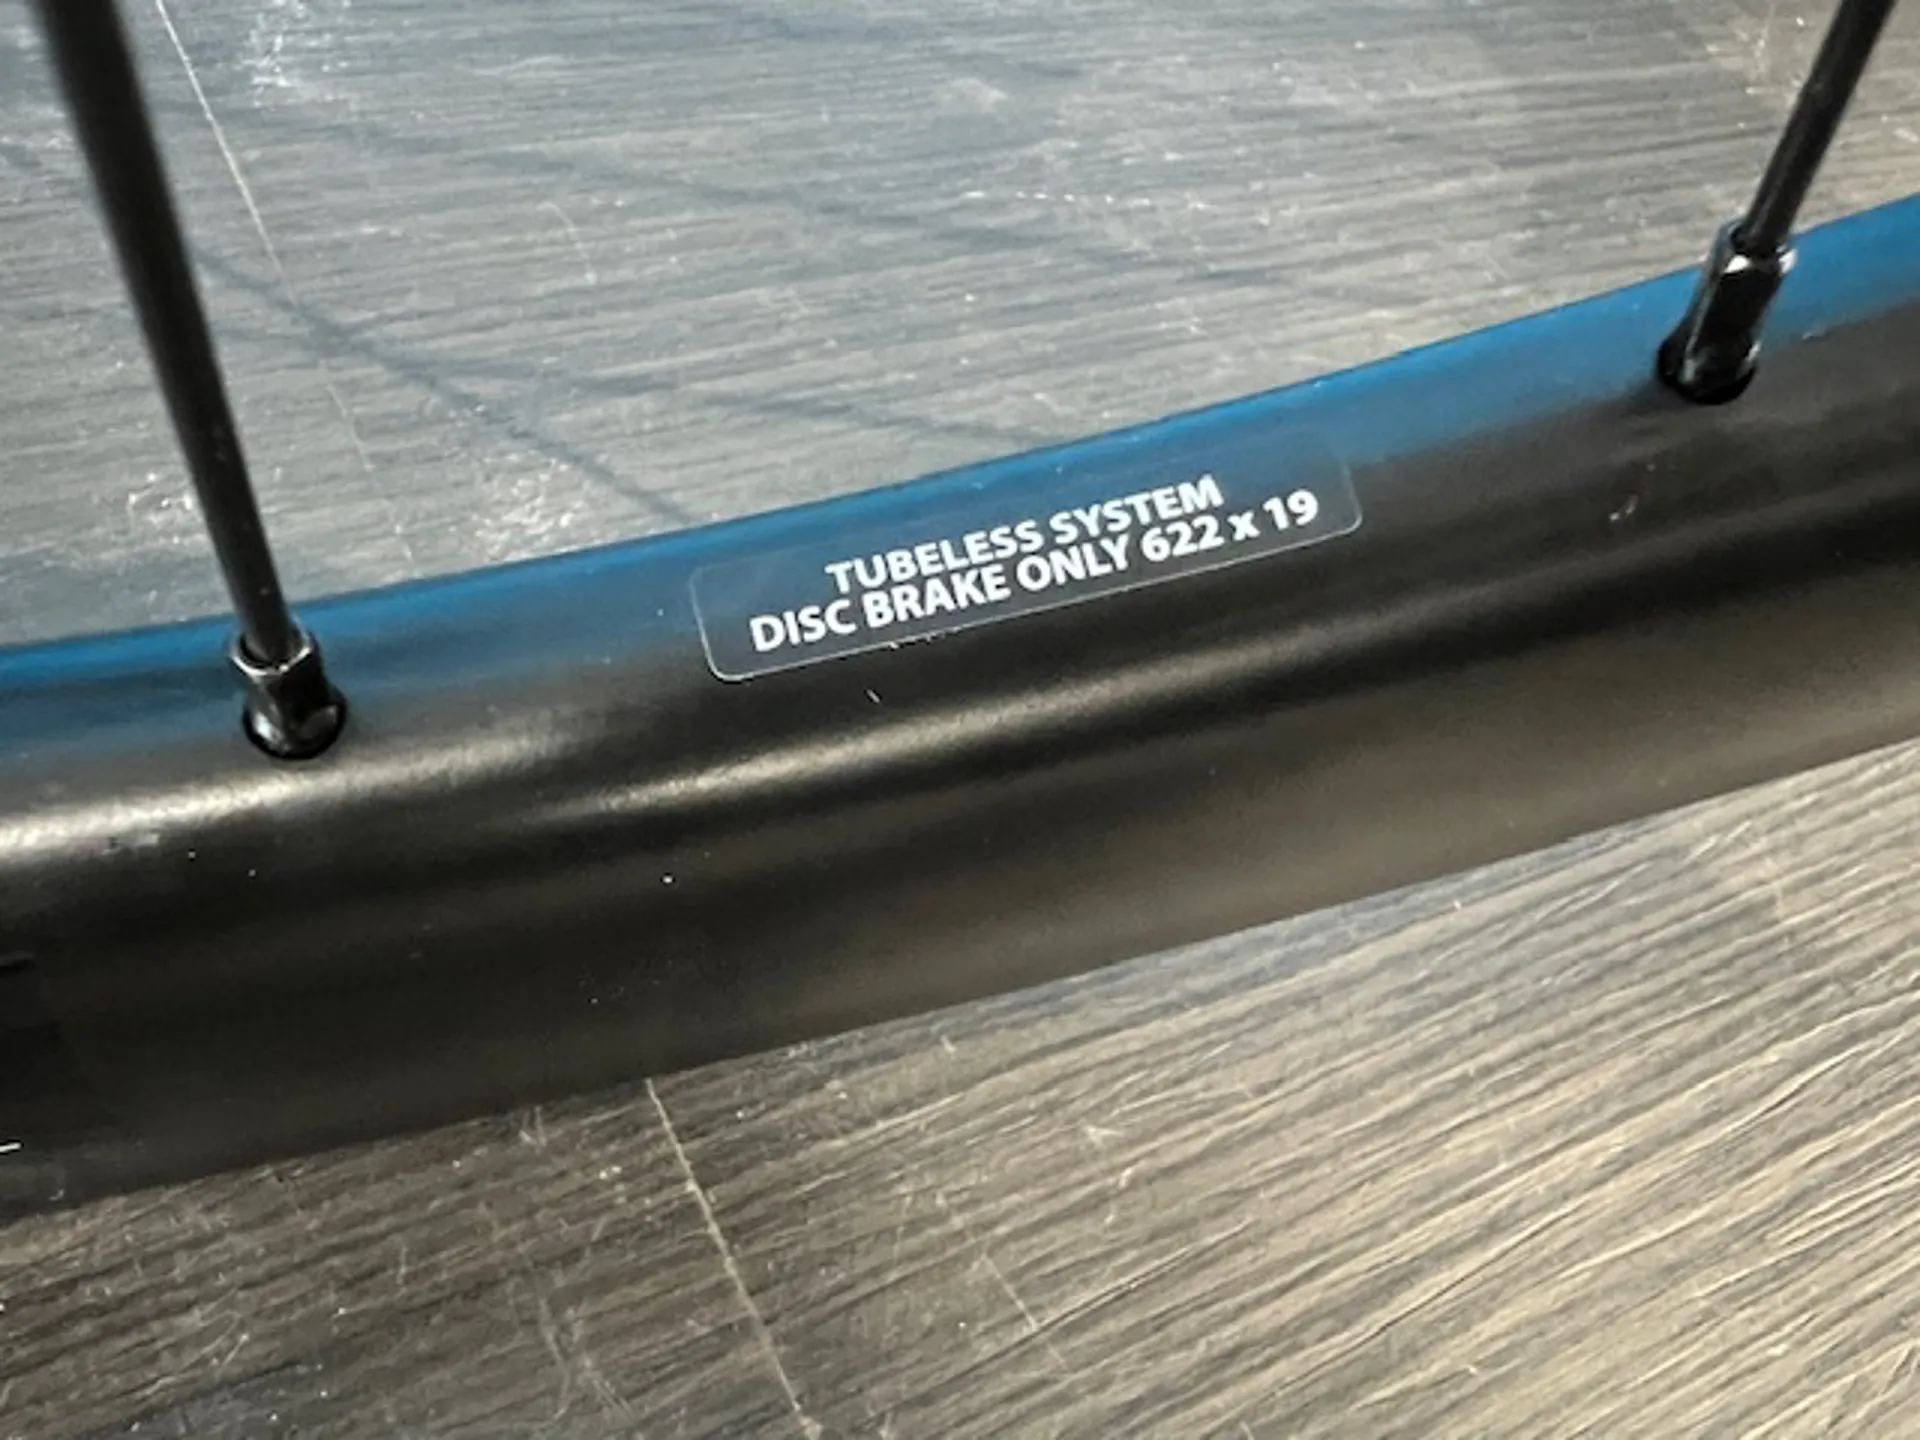 TUBELESS SYSTEM
DISC BRAKE ONLY 622 x 19